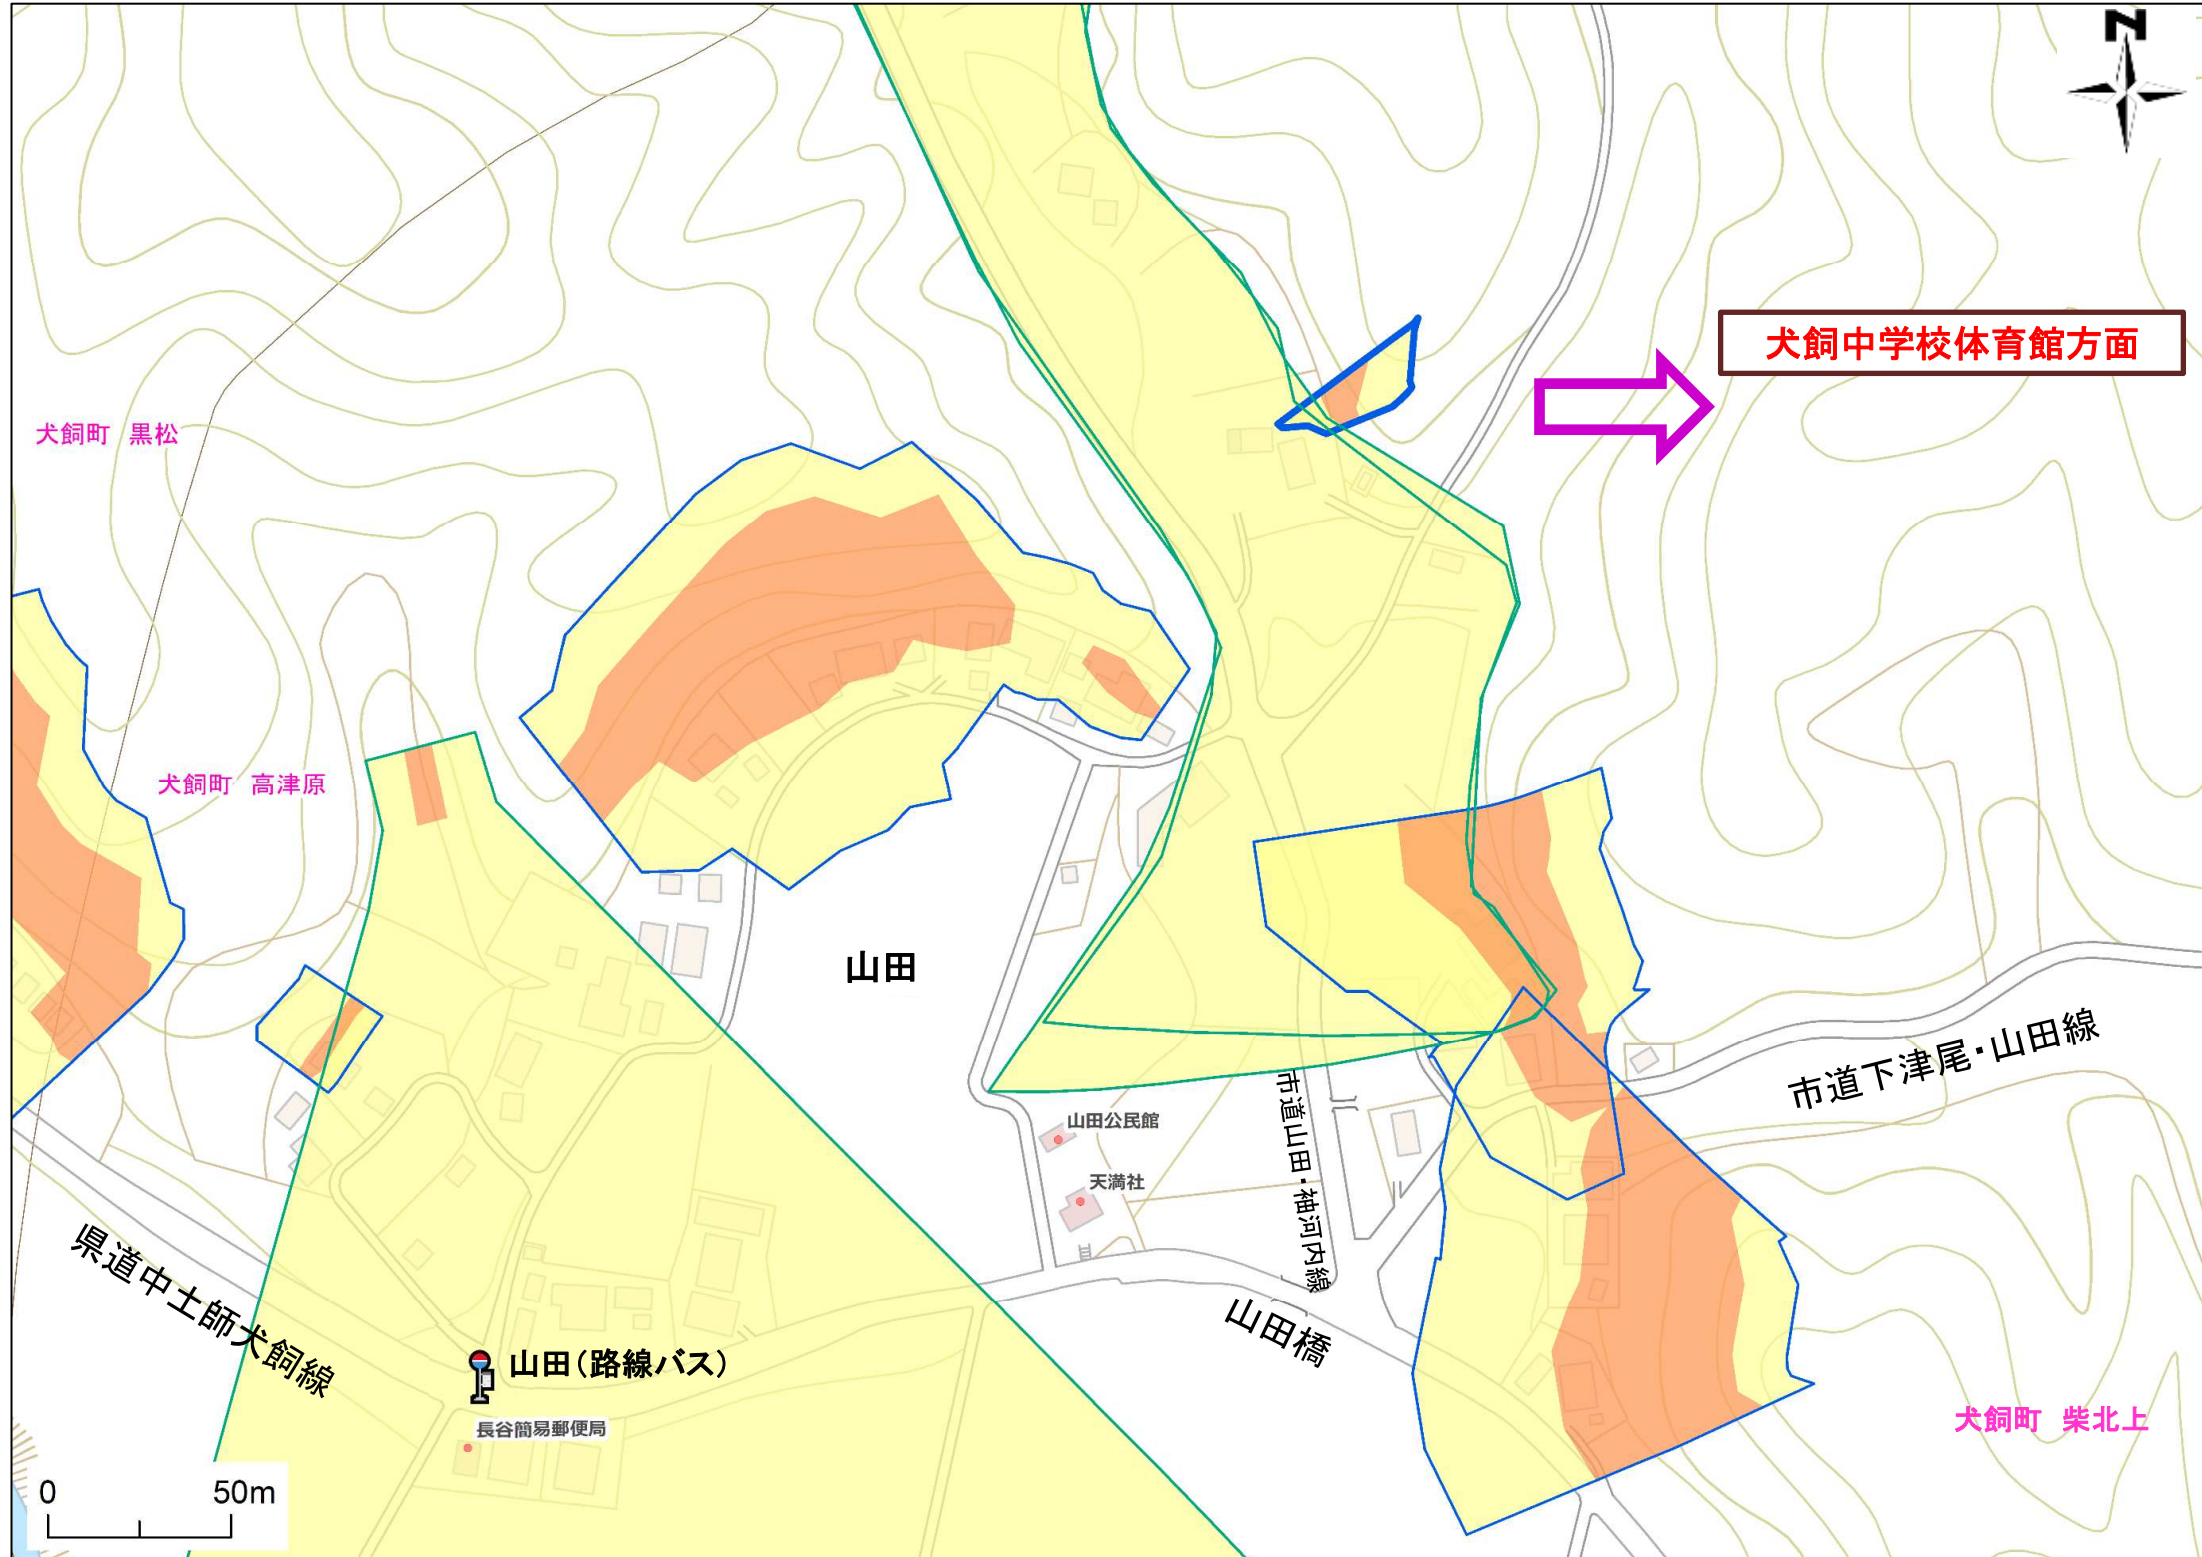 N
犬飼中学校体育館方面
犬飼町 黒松
犬飼町 高津原
山田
市道下津尾・山田線
山田公民館
天満社
市道山田・袖河内線
県道中土師犬飼線
山田橋
山田(路線バス)
長谷簡易郵便局
犬飼町 柴北上
0 50m